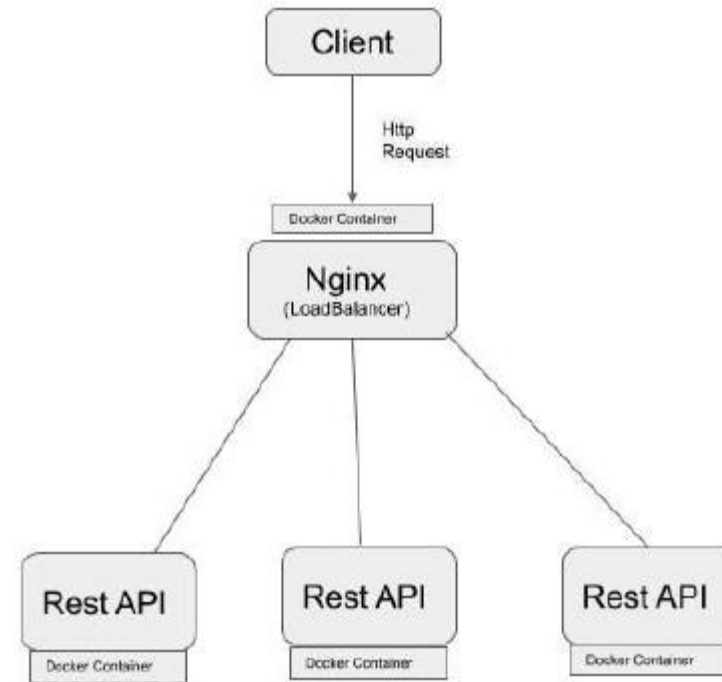 Client
Http
Request
Docker Container
Nginx
(LoadBalancer)
Rest API
Rest API
Rest API
Docker Container
Docker Container
Docker Container